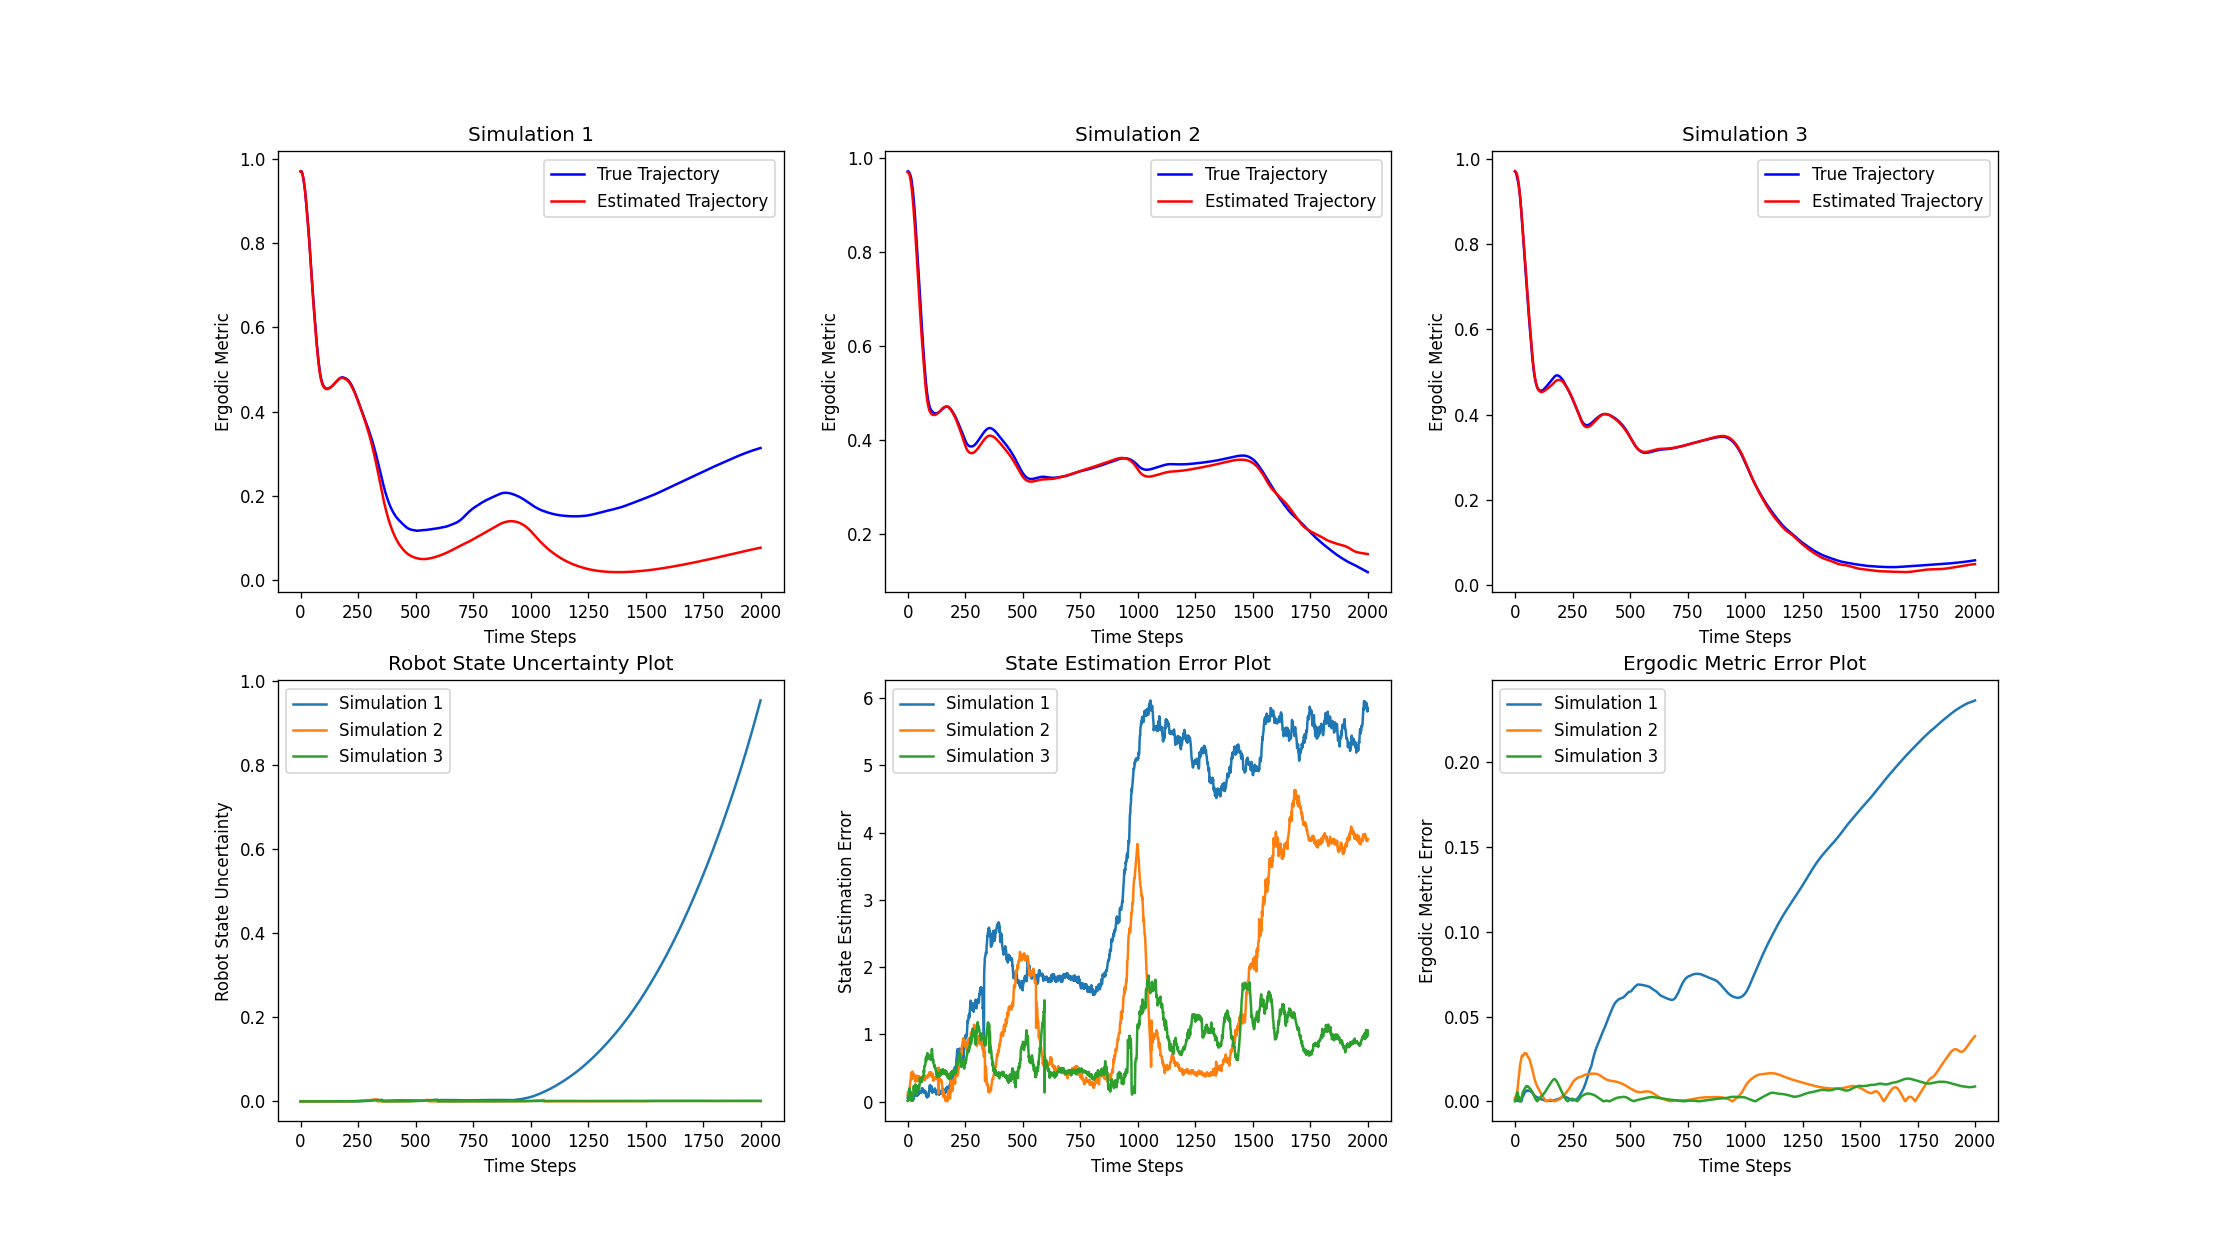 Simulation 1
Ergodic Metric
1.0
0.8
0.6
0.4
0.2
0.0
True Trajectory
Estimated Trajectory
0 250 500 750 1000 1250 1500 1750 2000
Time Steps
Simulation 2
Ergodic Metric
1.0
0.8
0.6
0.4
0.2
True Trajectory
Estimated Trajectory
0 250 500 750 1000 1250 1500 1750 2000
Time Steps
Simulation 3
Ergodic Metric
1.0
0.8
0.6
0.4
0.2
0.0
True Trajectory
Estimated Trajectory
0 250 500 750 1000 1250 1500 1750 2000
Time Steps
Robot State Uncertainty Plot
Robot State Uncertainty
1.0
0.8
0.6
0.4
0.2
0.0
Simulation 1
Simulation 2
Simulation 3
0 250 500 750 1000 1250 1500 1750 2000
Time Steps
State Estimation Error Plot
State Estimation Error
6
5
4
3
2
1
0
Simulation 1
Simulation 2
Simulation 3
0 250 500 750 1000 1250 1500 1750 2000
Time Steps
Ergodic Metric Error Plot
Ergodic Metric Error
0.20
0.15
0.10
0.05
0.00
Simulation 1
Simulation 2
Simulation 3
0 250 500 750 1000 1250 1500 1750 2000
Time Steps